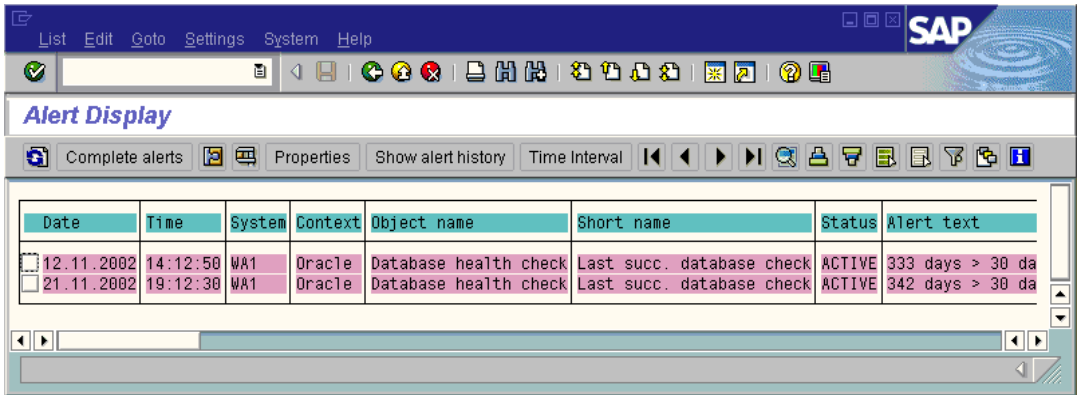 List Edit Goto Settings System Help
SAP
Alert Display
Complete alerts Properties Show alert history Time Interval
Date Time System Context Object name Short name Status Alert text
12.11.2002 14:12:50 WA1 Oracle Database health check Last succ. database check ACTIVE 333 days > 30 da
21.11.2002 19:12:30 WA1 Oracle Database health check Last succ. database check ACTIVE 342 days > 30 da